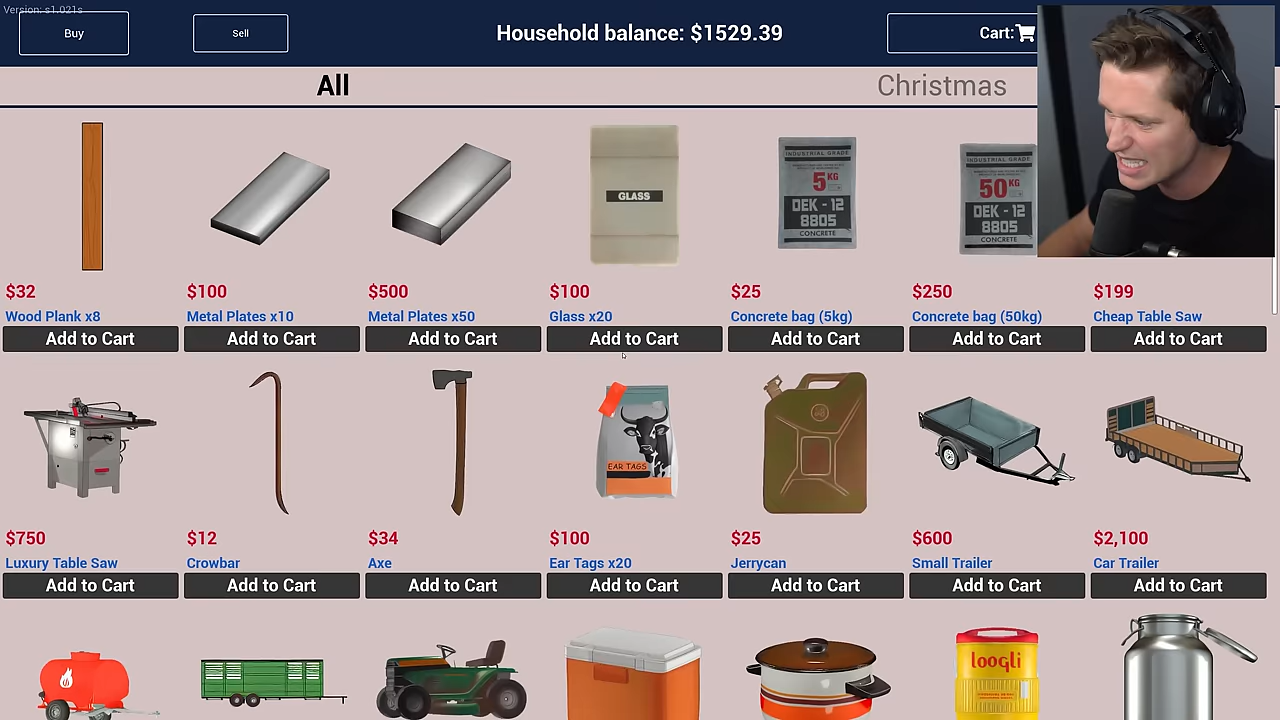 Version: s1.021s
Buy
Sell
Household balance: $1529.39
Cart:
All
Christmas
GLASS
INDUSTRIAL GRADE
5 KG
DEK - 12
8805
CONCRETE
INDUSTRIAL GRADE
50 KG
DEK - 12
8805
CONCRETE
$32
$100
$500
$100
$25
$250
$199
Wood Plank x8
Metal Plates x10
Metal Plates x50
Glass x20
Concrete bag (5kg)
Concrete bag (50kg)
Cheap Table Saw
Add to Cart
Add to Cart
Add to Cart
Add to Cart
Add to Cart
Add to Cart
Add to Cart
EAR TAGS
$750
$12
$34
$100
$25
$600
$2,100
Luxury Table Saw
Crowbar
Axe
Ear Tags x20
Jerrycan
Small Trailer
Car Trailer
Add to Cart
Add to Cart
Add to Cart
Add to Cart
Add to Cart
Add to Cart
Add to Cart
loogli